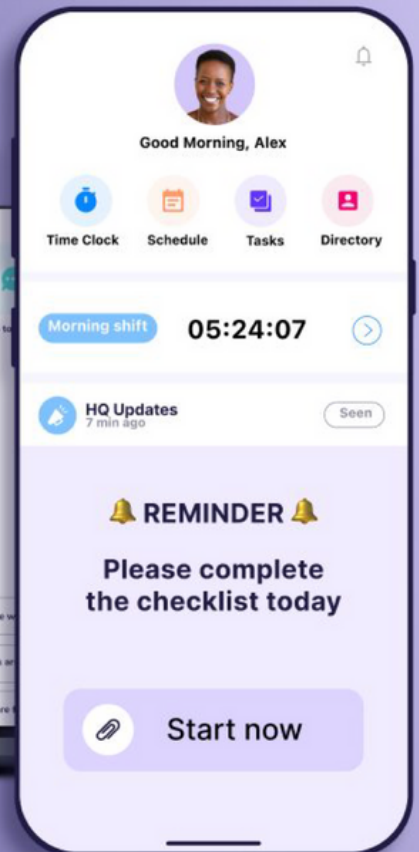 Good Morning, Alex
Time Clock Schedule Tasks Directory
Morning shift 05:24:07
HQ Updates Seen
7 min ago
🔔 REMINDER 🔔
Please complete
the checklist today
Start now
to